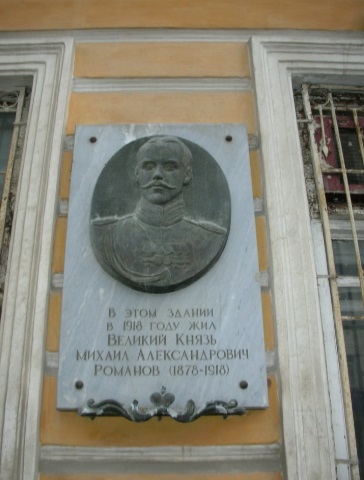 В ЭТОМ ЗДАНИИ
В 1918 ГОДУ ЖИЛ
ВЕЛИКИЙ КНЯЗЬ
МИХАИЛ АЛЕКСАНДРОВИЧ
РОМАНОВ (1878-1918)